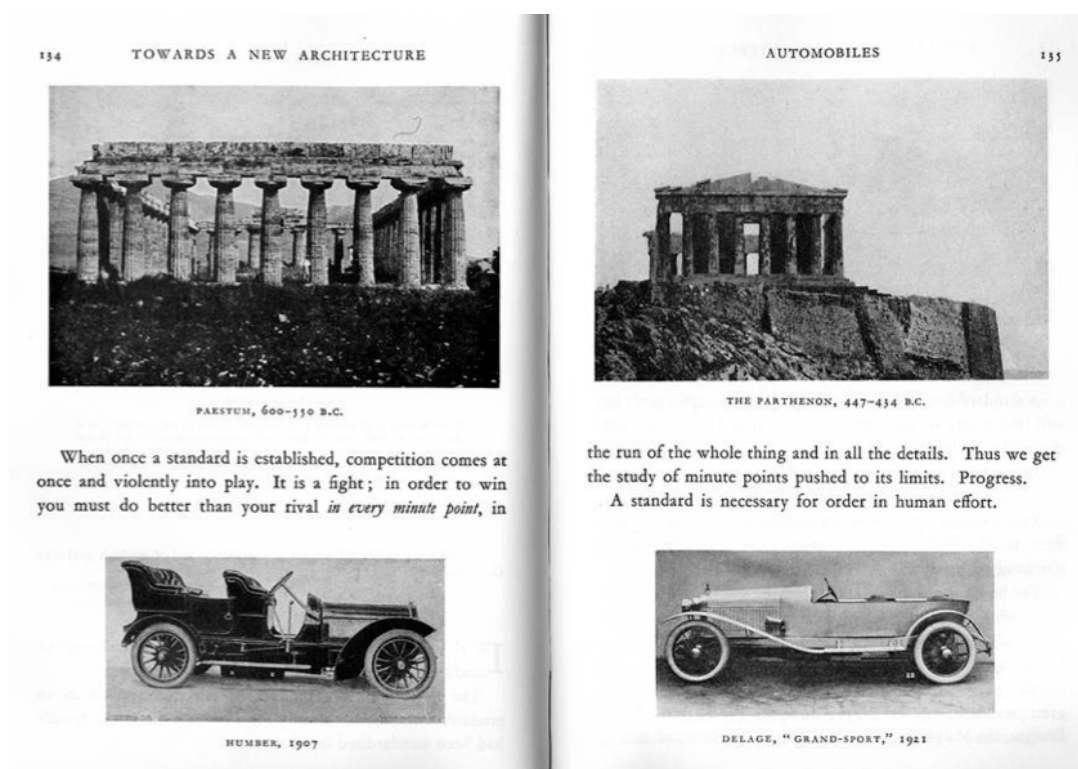 134 TOWARDS A NEW ARCHITECTURE
PAESTUM, 600–550 B.C.
When once a standard is established, competition comes at
once and violently into play. It is a fight; in order to win
you must do better than your rival in every minute point, in
HUMBER, 1907
AUTOMOBILES 135
THE PARTHENON, 447–434 B.C.
the run of the whole thing and in all the details. Thus we get
the study of minute points pushed to its limits. Progress.
A standard is necessary for order in human effort.
DELAGE, “GRAND-SPORT,” 1921